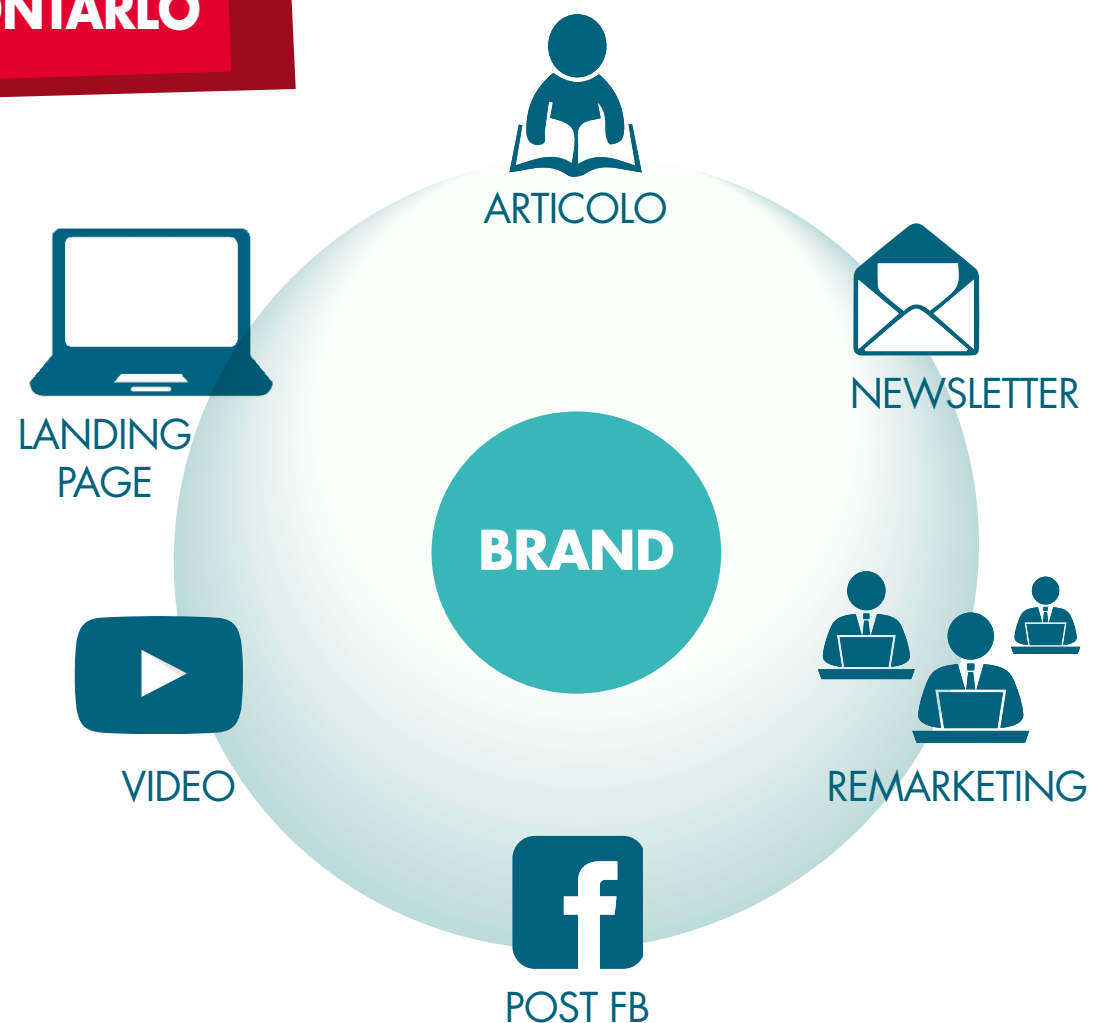 ONTARLO
ARTICOLO
NEWSLETTER
LANDING
PAGE
BRAND
VIDEO
REMARKETING
POST FB